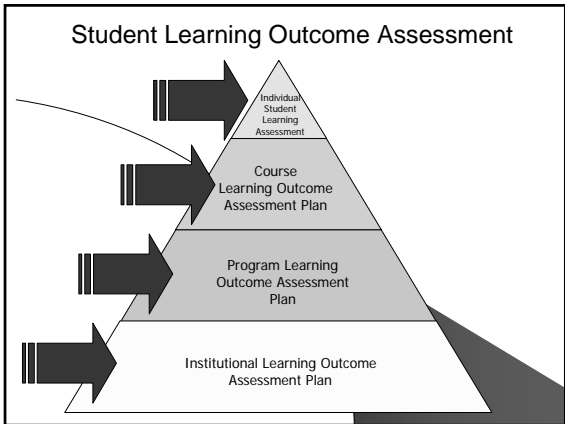 Student Learning Outcome Assessment
Individual
Student
Learning
Assessment
Course
Learning Outcome
Assessment Plan
Program Learning
Outcome Assessment
Plan
Institutional Learning Outcome
Assessment Plan